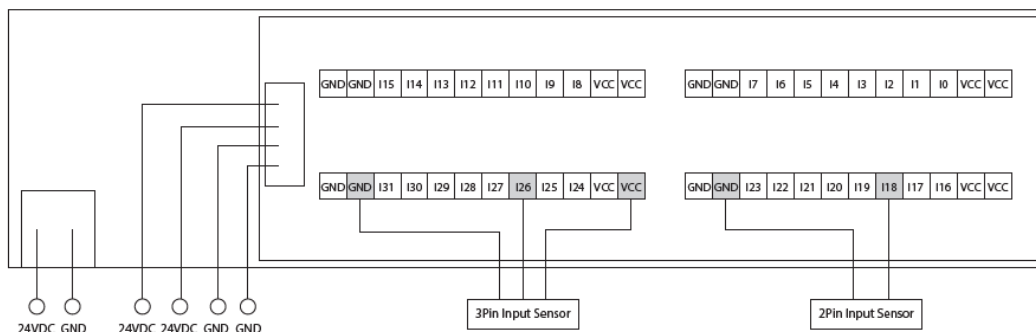 GND GND I15 I14 I13 I12 I11 I10 I9 I8 VCC VCC
GND GND I7 I6 I5 I4 I3 I2 I1 I0 VCC VCC
GND GND I31 I30 I29 I28 I27 I26 I25 I24 VCC VCC
GND GND I23 I22 I21 I20 I19 I18 I17 I16 VCC VCC
3Pin Input Sensor
2Pin Input Sensor
24VDC GND 24VDC 24VDC GND GND